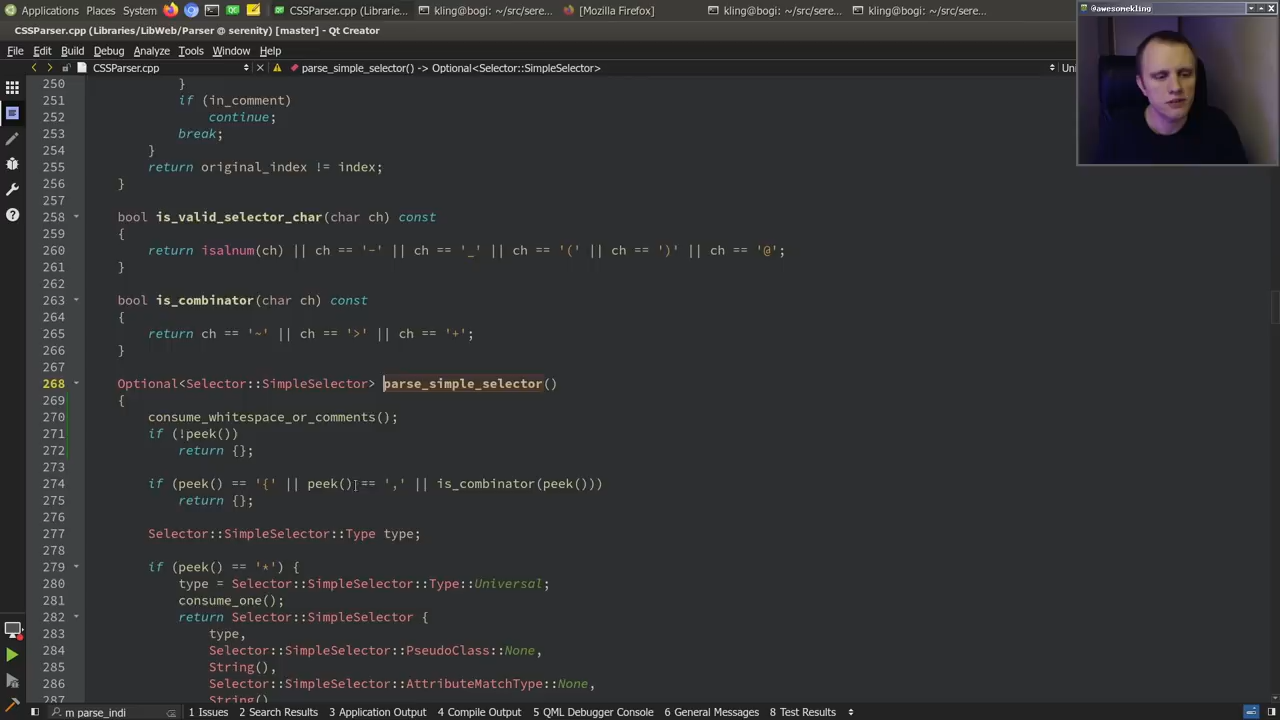 Applications Places System CSSParser.cpp (Librarie... kling@bogi: ~/src/sere... [Mozilla Firefox] kling@bogi: ~/src/sere... kling@bogi: ~/src/sere...
@awesomekling
CSSParser.cpp (Libraries/LibWeb/Parser @ serenity) [master] - Qt Creator
File Edit Build Debug Analyze Tools Window Help
CSSParser.cpp parse_simple_selector() -> Optional<Selector::SimpleSelector>
250 }
251 if (in_comment)
252 continue;
253 break;
254 }
255 return original_index != index;
256 }
257
258 bool is_valid_selector_char(char ch) const
259 {
260 return isalnum(ch) || ch == '-' || ch == '_' || ch == '(' || ch == ')' || ch == '@';
261 }
262
263 bool is_combinator(char ch) const
264 {
265 return ch == '~' || ch == '>' || ch == '+';
266 }
267
268 Optional<Selector::SimpleSelector> parse_simple_selector()
269 {
270 consume_whitespace_or_comments();
271 if (!peek())
272 return {};
273
274 if (peek() == '{' || peek() == ',' || is_combinator(peek()))
275 return {};
276
277 Selector::SimpleSelector::Type type;
278
279 if (peek() == '*') {
280 type = Selector::SimpleSelector::Type::Universal;
281 consume_one();
282 return Selector::SimpleSelector {
283 type,
284 Selector::SimpleSelector::PseudoClass::None,
285 String(),
286 Selector::SimpleSelector::AttributeMatchType::None,
287 String()
m parse_indi 1 Issues 2 Search Results 3 Application Output 4 Compile Output 5 QML Debugger Console 6 General Messages 8 Test Results